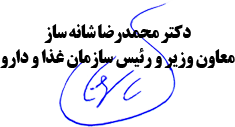 دکتر محمدرضا شانه ساز
معاون وزیر و رئیس سازمان غذا و دارو